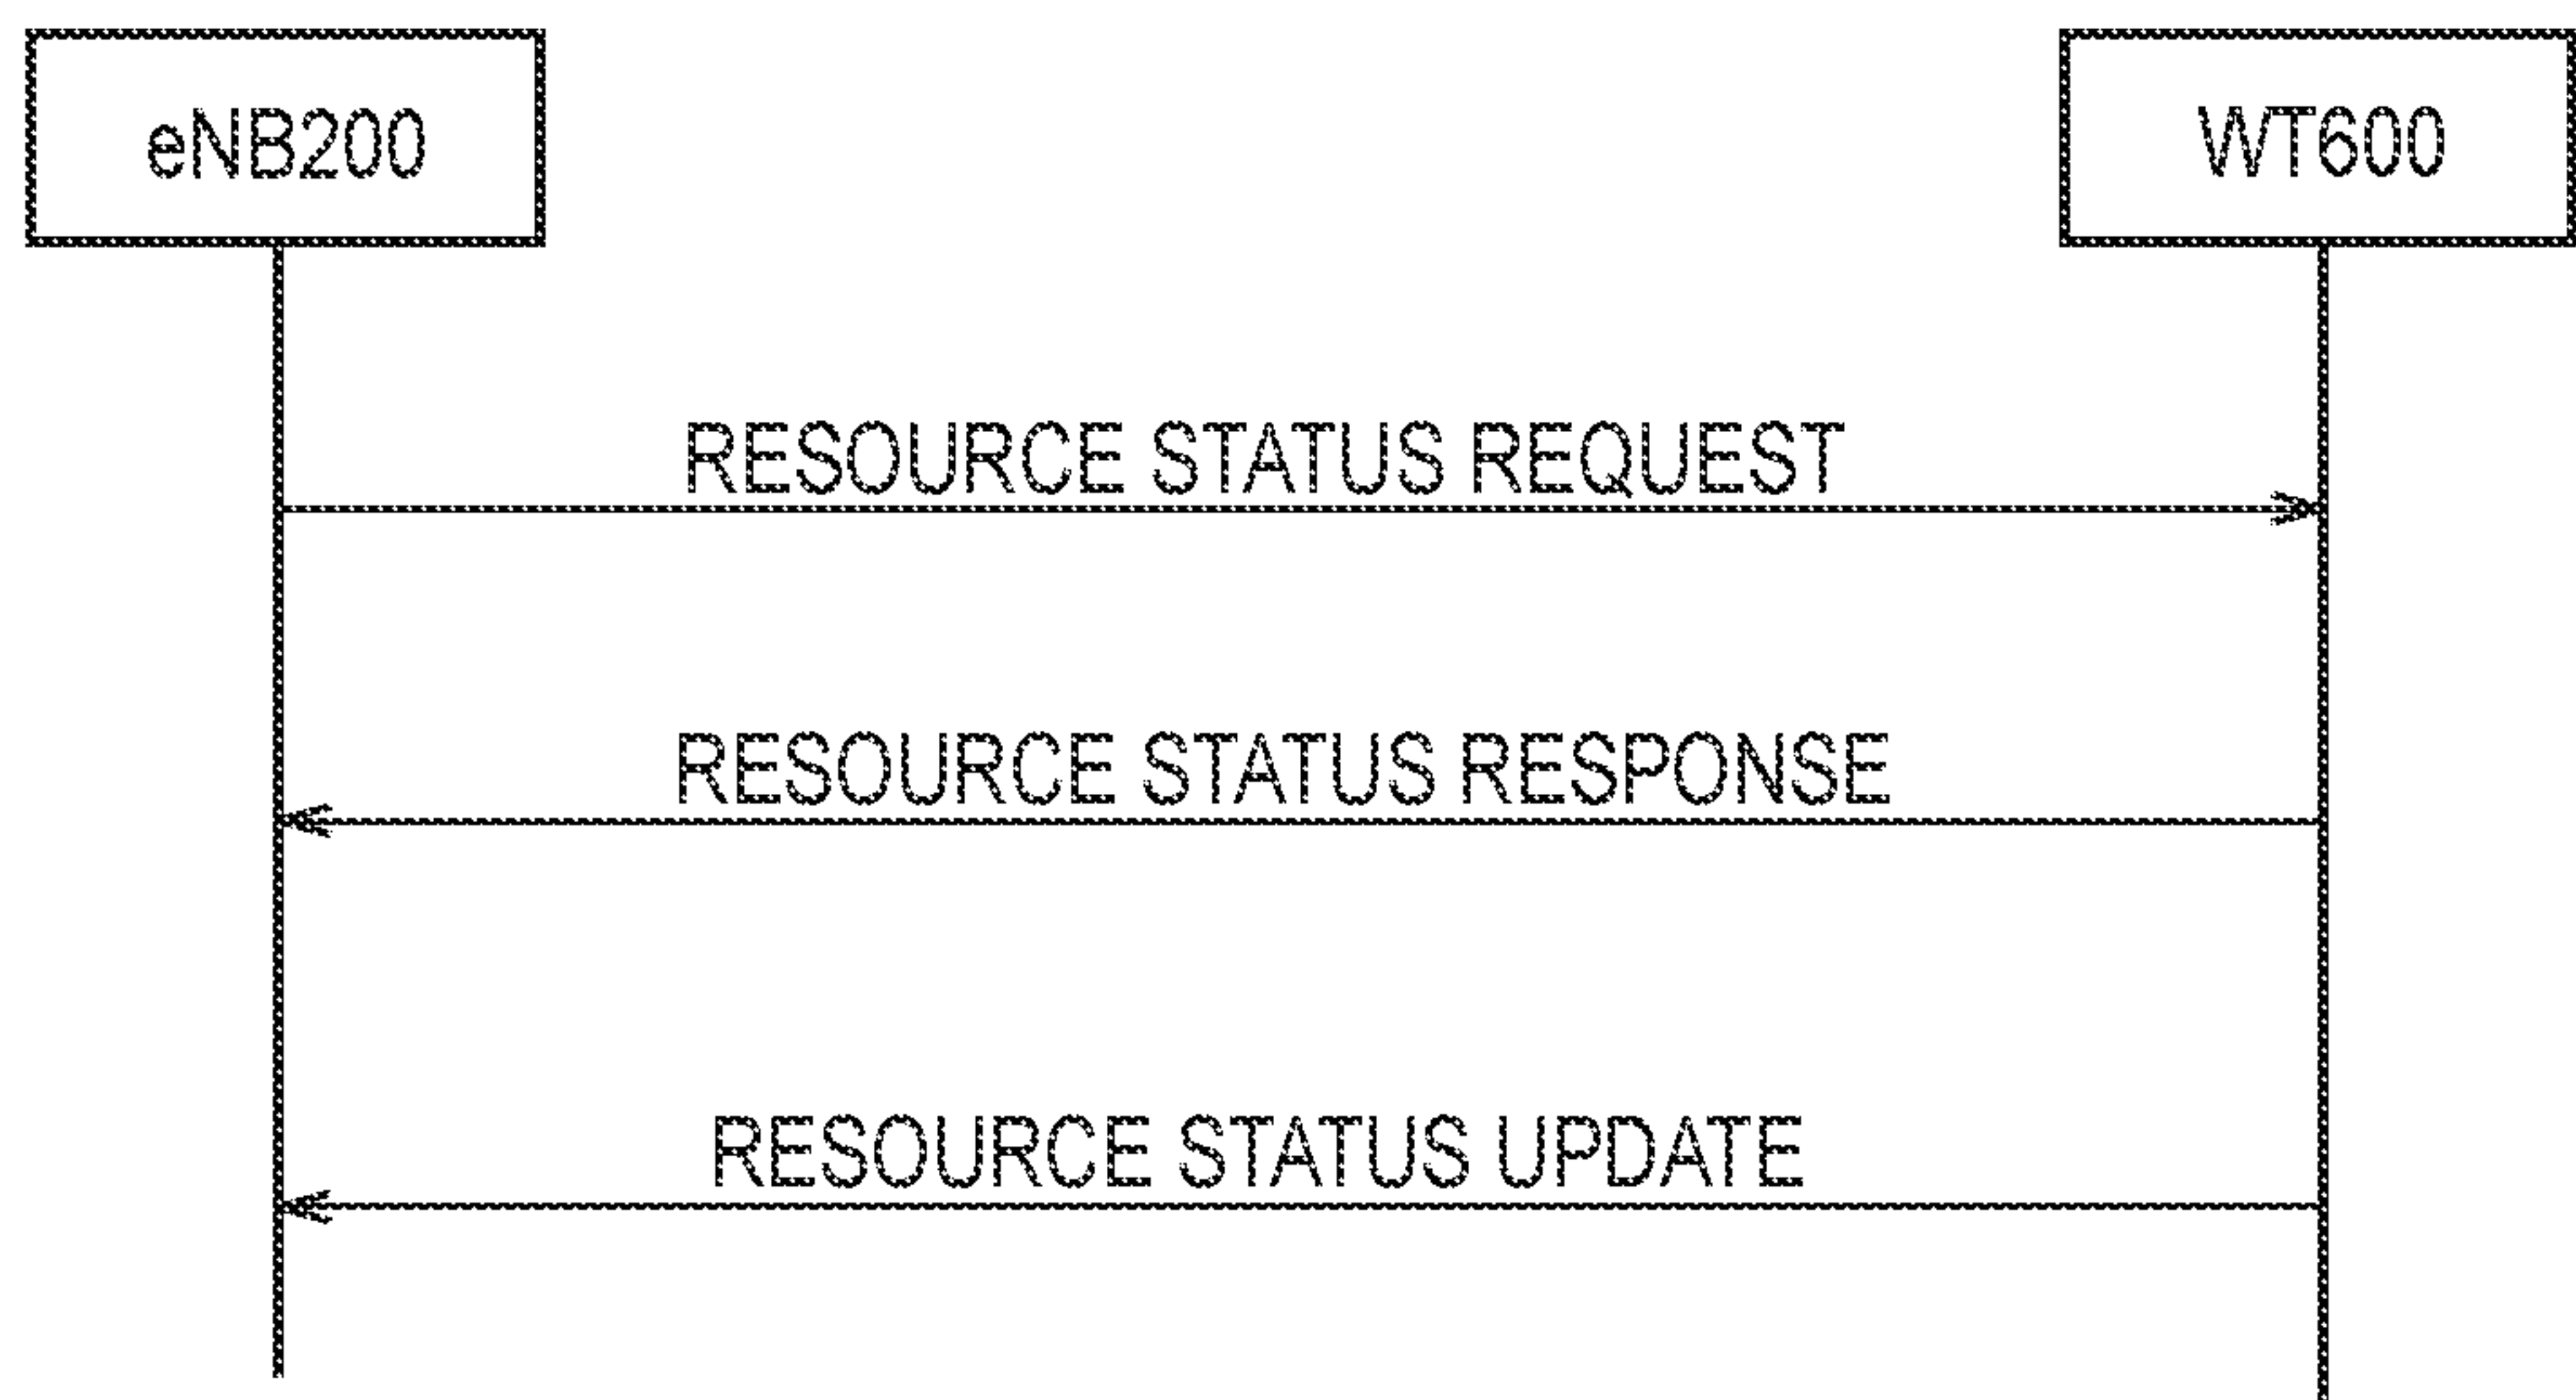 eNB200
WT600
RESOURCE STATUS REQUEST
RESOURCE STATUS RESPONSE
RESOURCE STATUS UPDATE